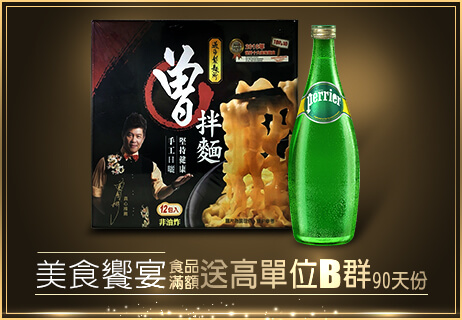 曾
拌麵
堅持健康
手工日曬
12包入
非油炸
perrier
美食饗宴
食品
滿額
送高單位B群90天份